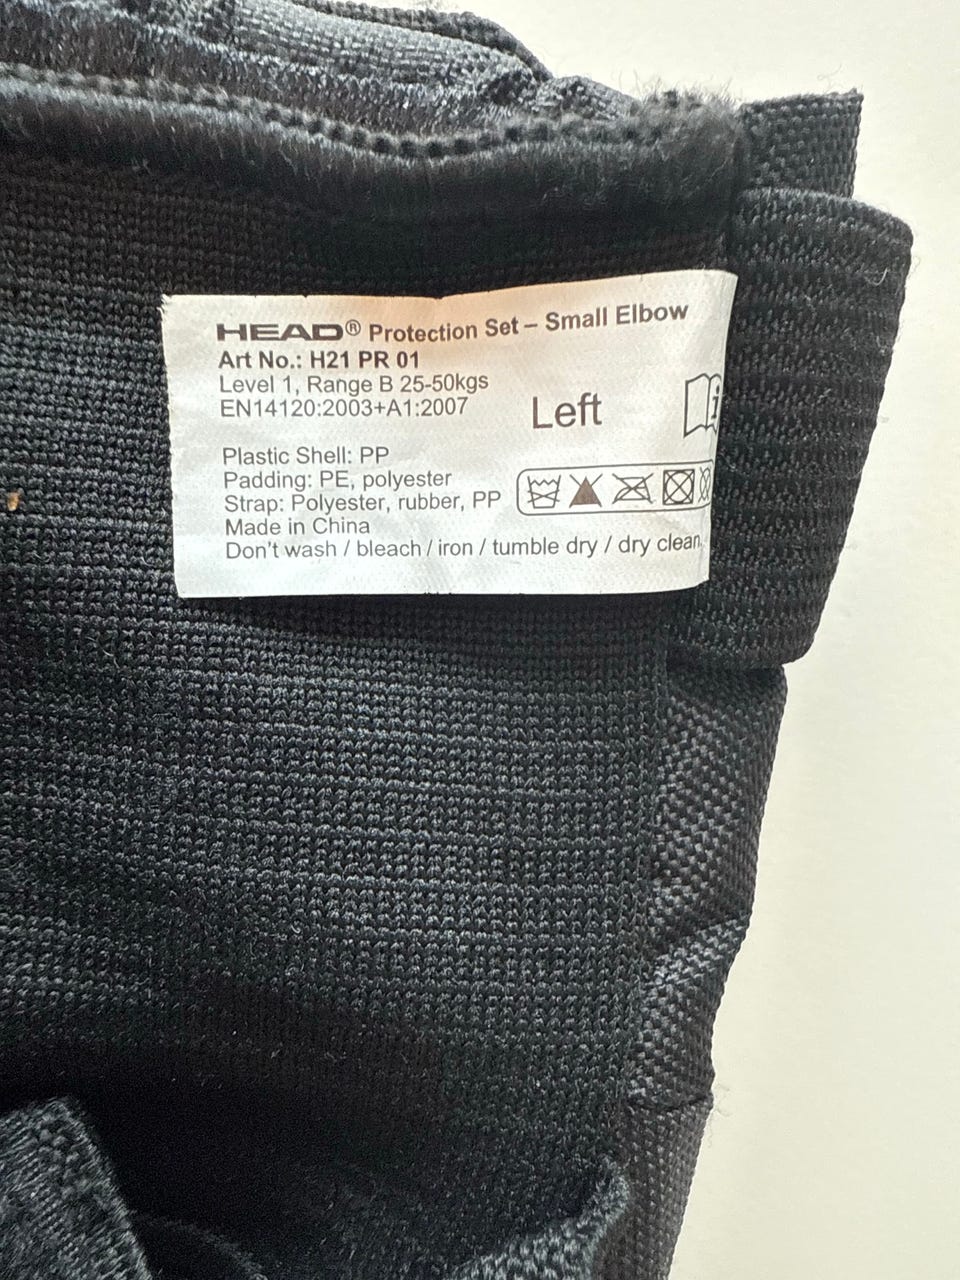 HEAD® Protection Set – Small Elbow
Art No.: H21 PR 01
Level 1, Range B 25-50kgs
EN14120:2003+A1:2007
Left
Plastic Shell: PP
Padding: PE, polyester
Strap: Polyester, rubber, PP
Made in China
Don't wash / bleach / iron / tumble dry / dry clean